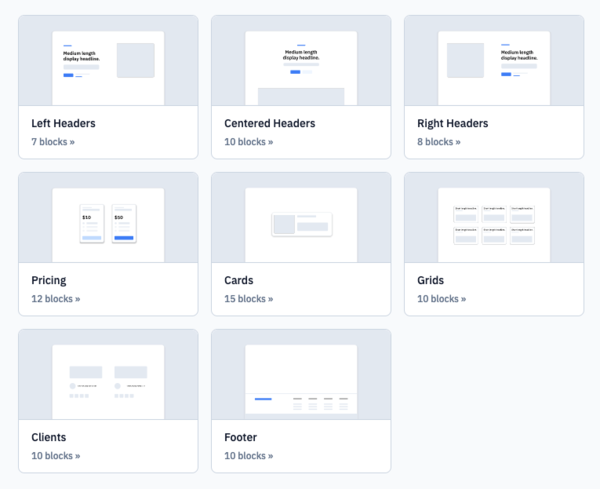 Medium length
display headline.
Medium length
display headline.
Medium length
display headline.
Left Headers
7 blocks »
Centered Headers
10 blocks »
Right Headers
8 blocks »
$10
$10
Pricing
12 blocks »
Cards
15 blocks »
Grids
10 blocks »
Clients
10 blocks »
Footer
10 blocks »